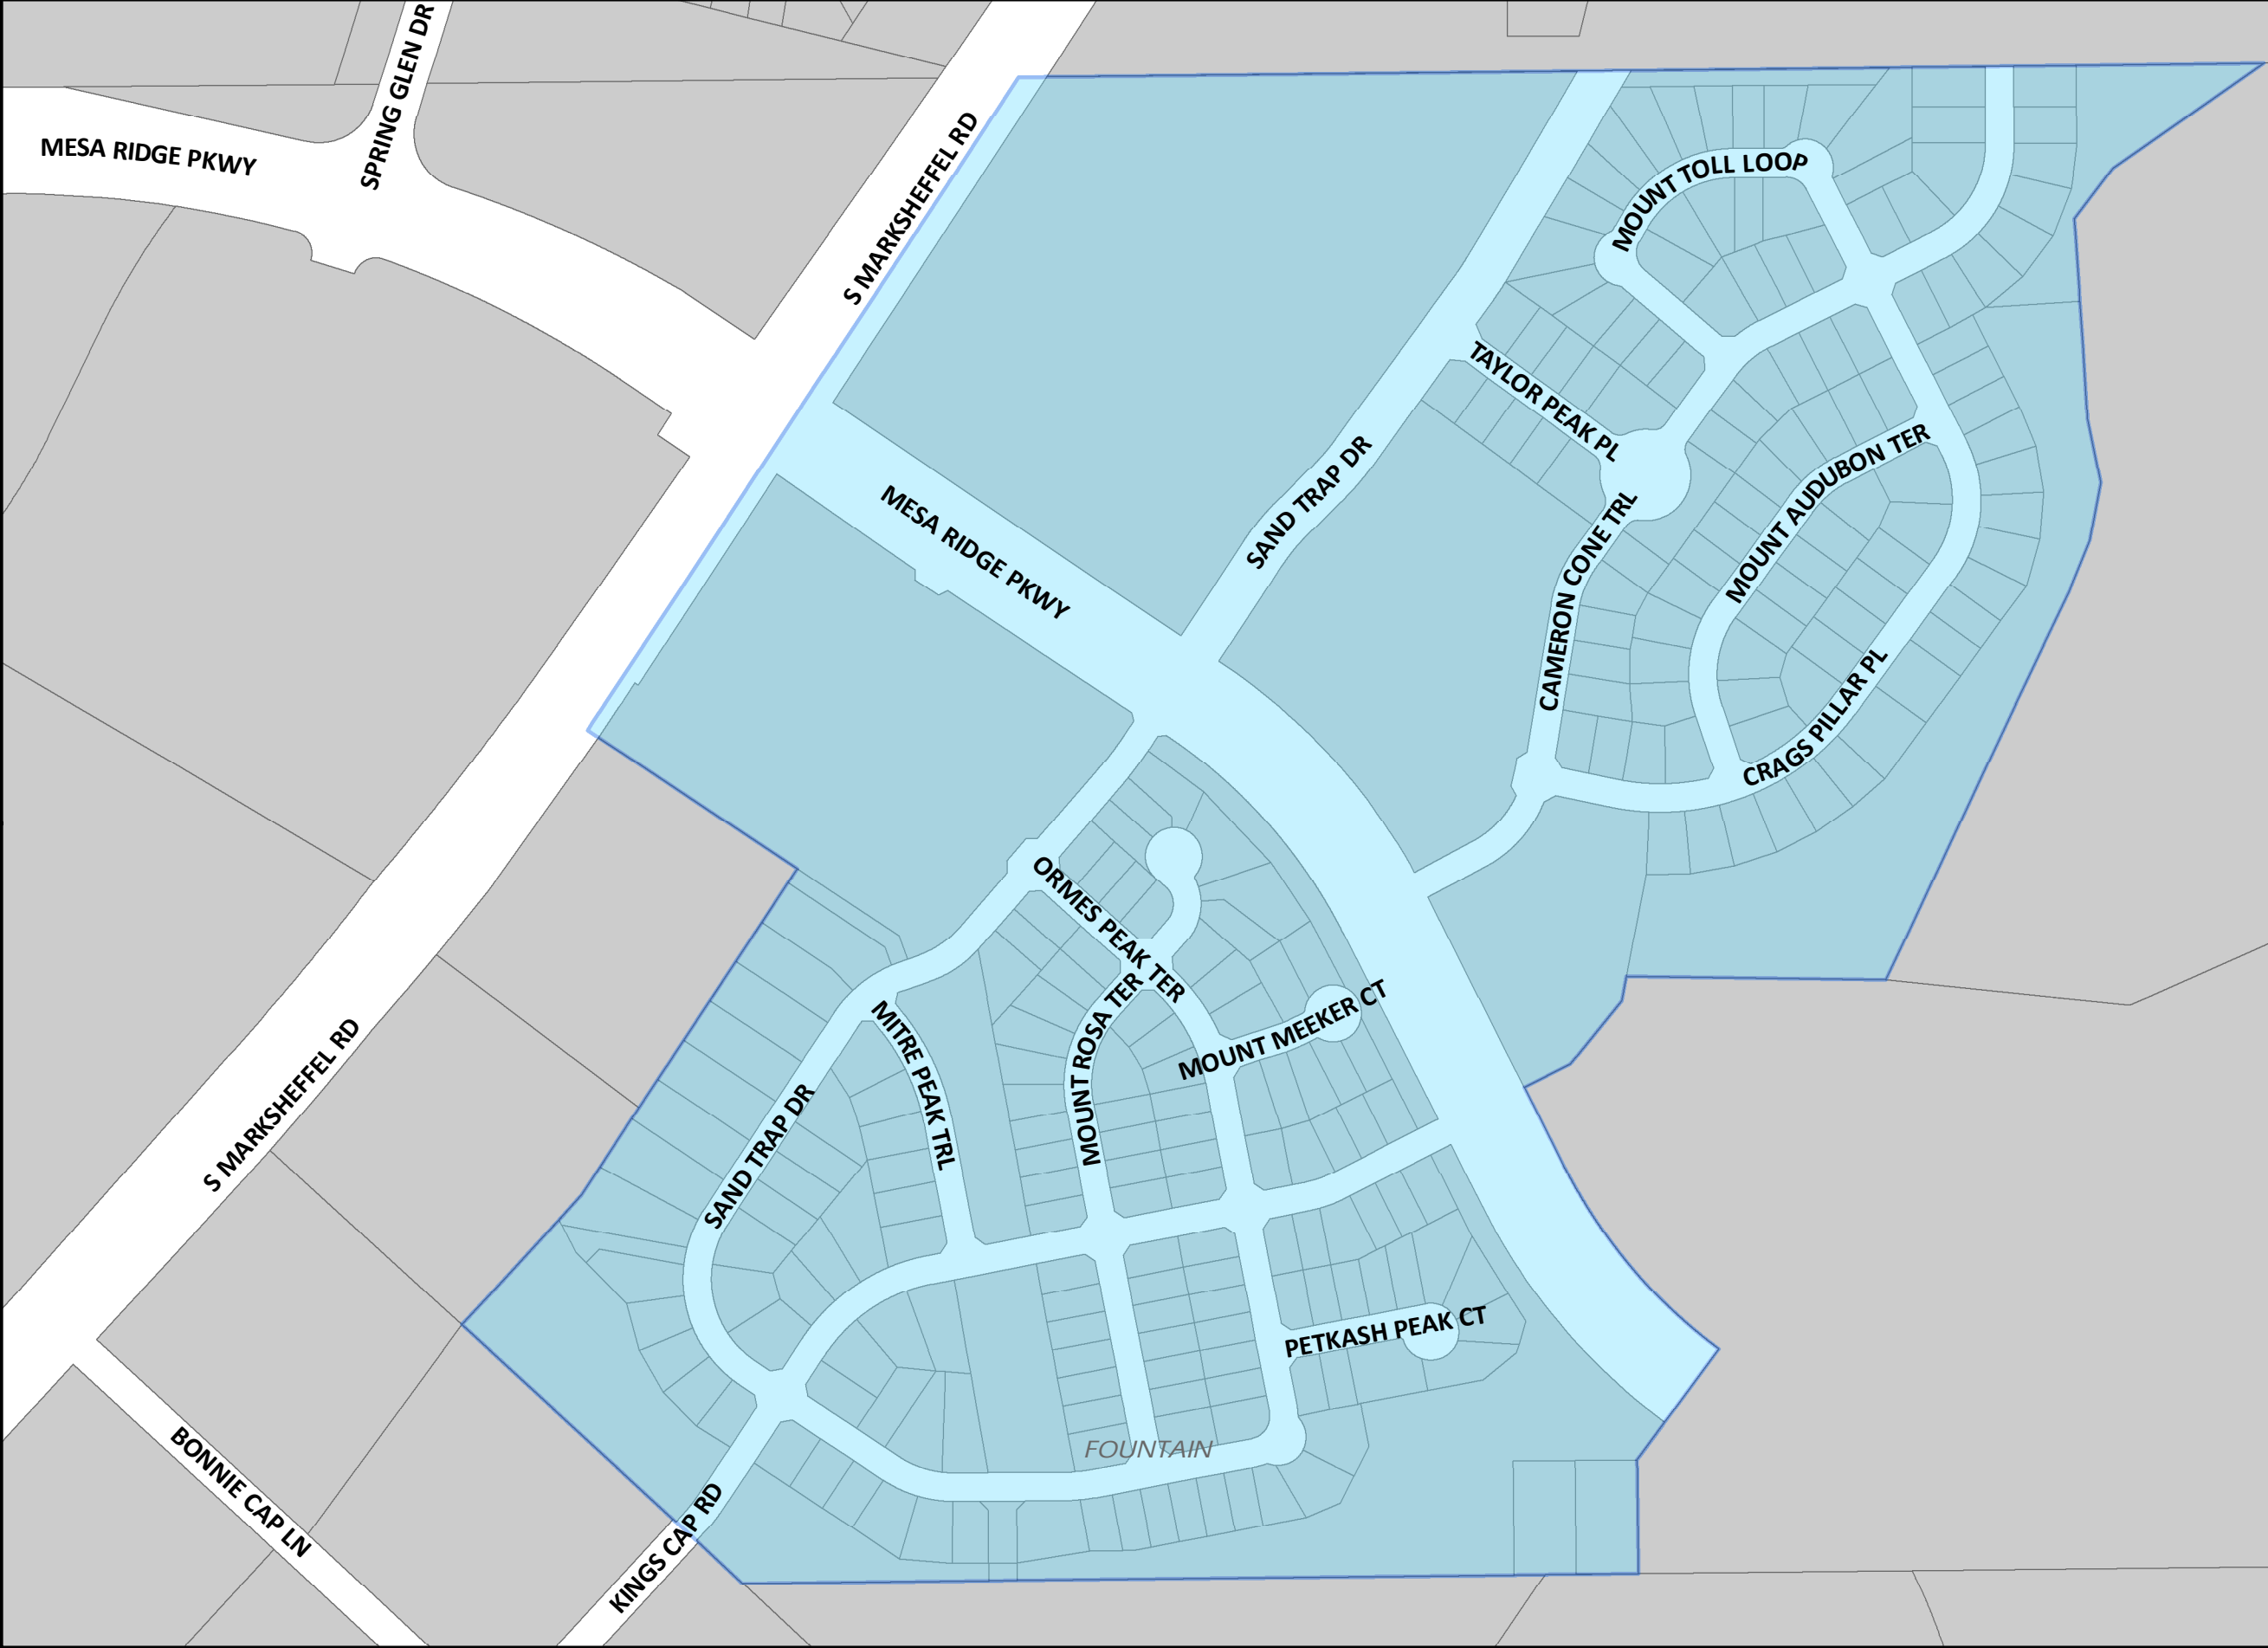 SPRING GLEN DR
MESA RIDGE PKWY
S MARKSHEFFEL RD
MOUNT TOLL LOOP
TAYLOR PEAK PL
SAND TRAP DR
MESA RIDGE PKWY
MOUNT AUDUBON TER
CAMERON CONE TRL
CRAGS PILLAR PL
ORMES PEAK TER
MOUNT ROSA TER
MOUNT MEEKER CT
MITRE PEAK TRL
SAND TRAP DR
S MARKSHEFFEL RD
PETKASH PEAK CT
FOUNTAIN
BONNIE CAP LN
KINGS CAP RD